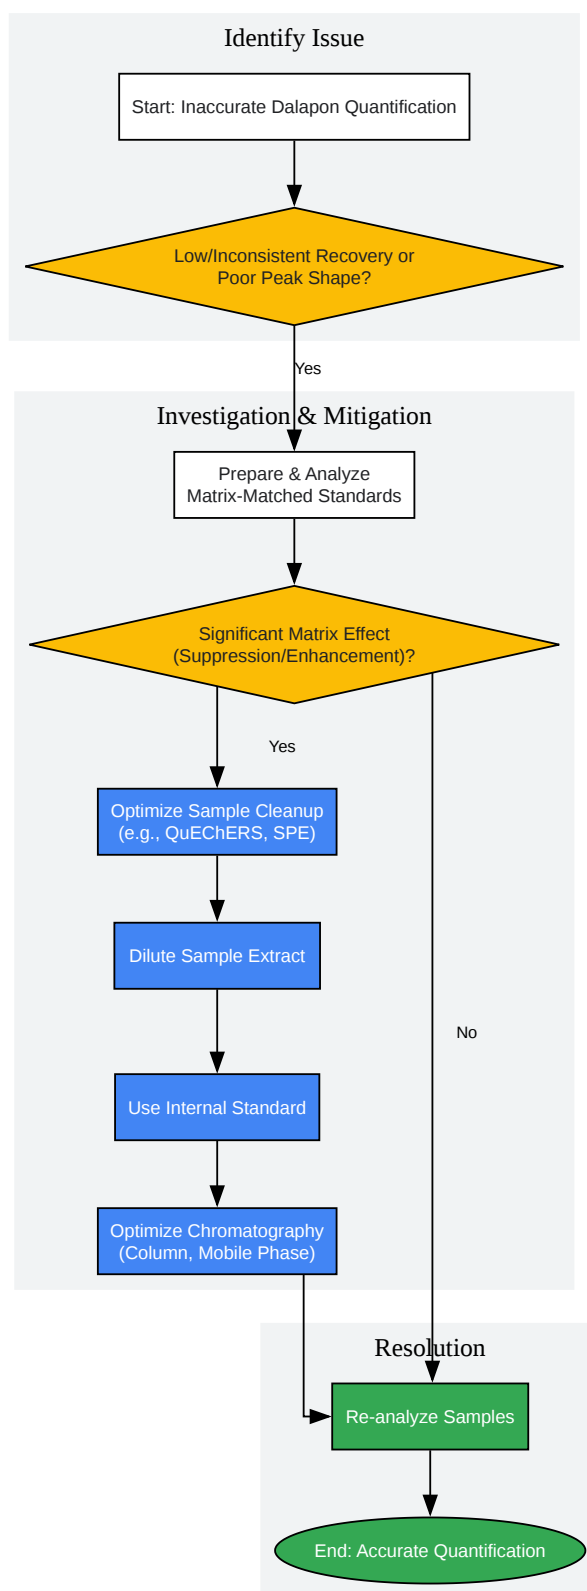 Identify Issue
Start: Inaccurate Dalapon Quantification
Low/Inconsistent Recovery or
Poor Peak Shape?
Yes
Investigation & Mitigation
Prepare & Analyze
Matrix-Matched Standards
Significant Matrix Effect
(Suppression/Enhancement)?
Yes
Optimize Sample Cleanup
(e.g., QuEChERS, SPE)
Dilute Sample Extract
No
Use Internal Standard
Optimize Chromatography
(Column, Mobile Phase)
Resolution
Re-analyze Samples
End: Accurate Quantification